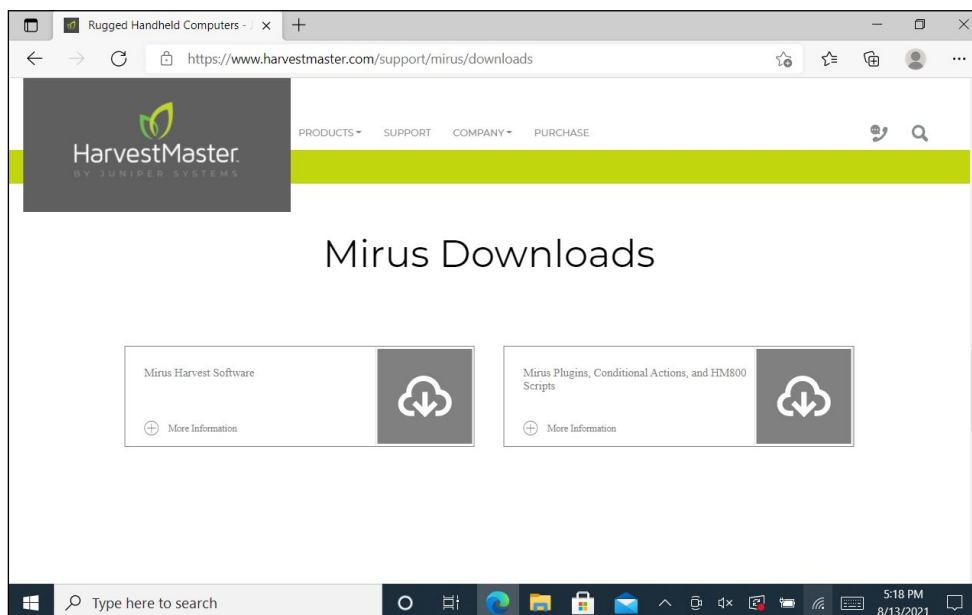 Rugged Handheld Computers - J
https://www.harvestmaster.com/support/mirus/downloads
PRODUCTS SUPPORT COMPANY PURCHASE
HarvestMaster.
BY JUNIPER SYSTEMS
Mirus Downloads
Mirus Harvest Software
More Information
Mirus Plugins, Conditional Actions, and HM800
Scripts
More Information
Type here to search
5:18 PM
8/13/2021